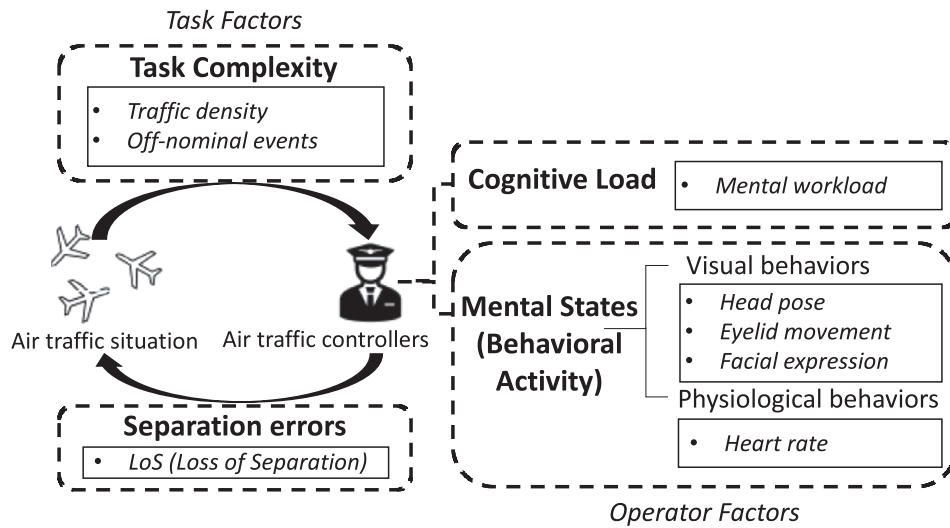 Task Factors
Task Complexity
• Traffic density
• Off-nominal events
Air traffic situation
Air traffic controllers
Separation errors
• LoS (Loss of Separation)
Cognitive Load
• Mental workload
Mental States
(Behavioral
Activity)
Visual behaviors
• Head pose
• Eyelid movement
• Facial expression
Physiological behaviors
• Heart rate
Operator Factors